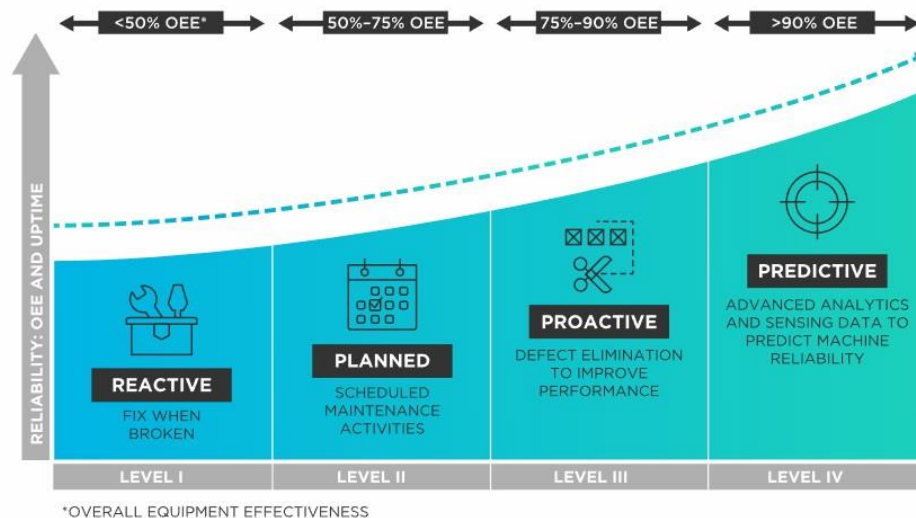 <50% OEE*
50%–75% OEE
75%–90% OEE
>90% OEE
RELIABILITY: OEE AND UPTIME
REACTIVE
FIX WHEN
BROKEN
PLANNED
SCHEDULED
MAINTENANCE
ACTIVITIES
PROACTIVE
DEFECT ELIMINATION
TO IMPROVE
PERFORMANCE
PREDICTIVE
ADVANCED ANALYTICS
AND SENSING DATA TO
PREDICT MACHINE
RELIABILITY
LEVEL I
LEVEL II
LEVEL III
LEVEL IV
*OVERALL EQUIPMENT EFFECTIVENESS